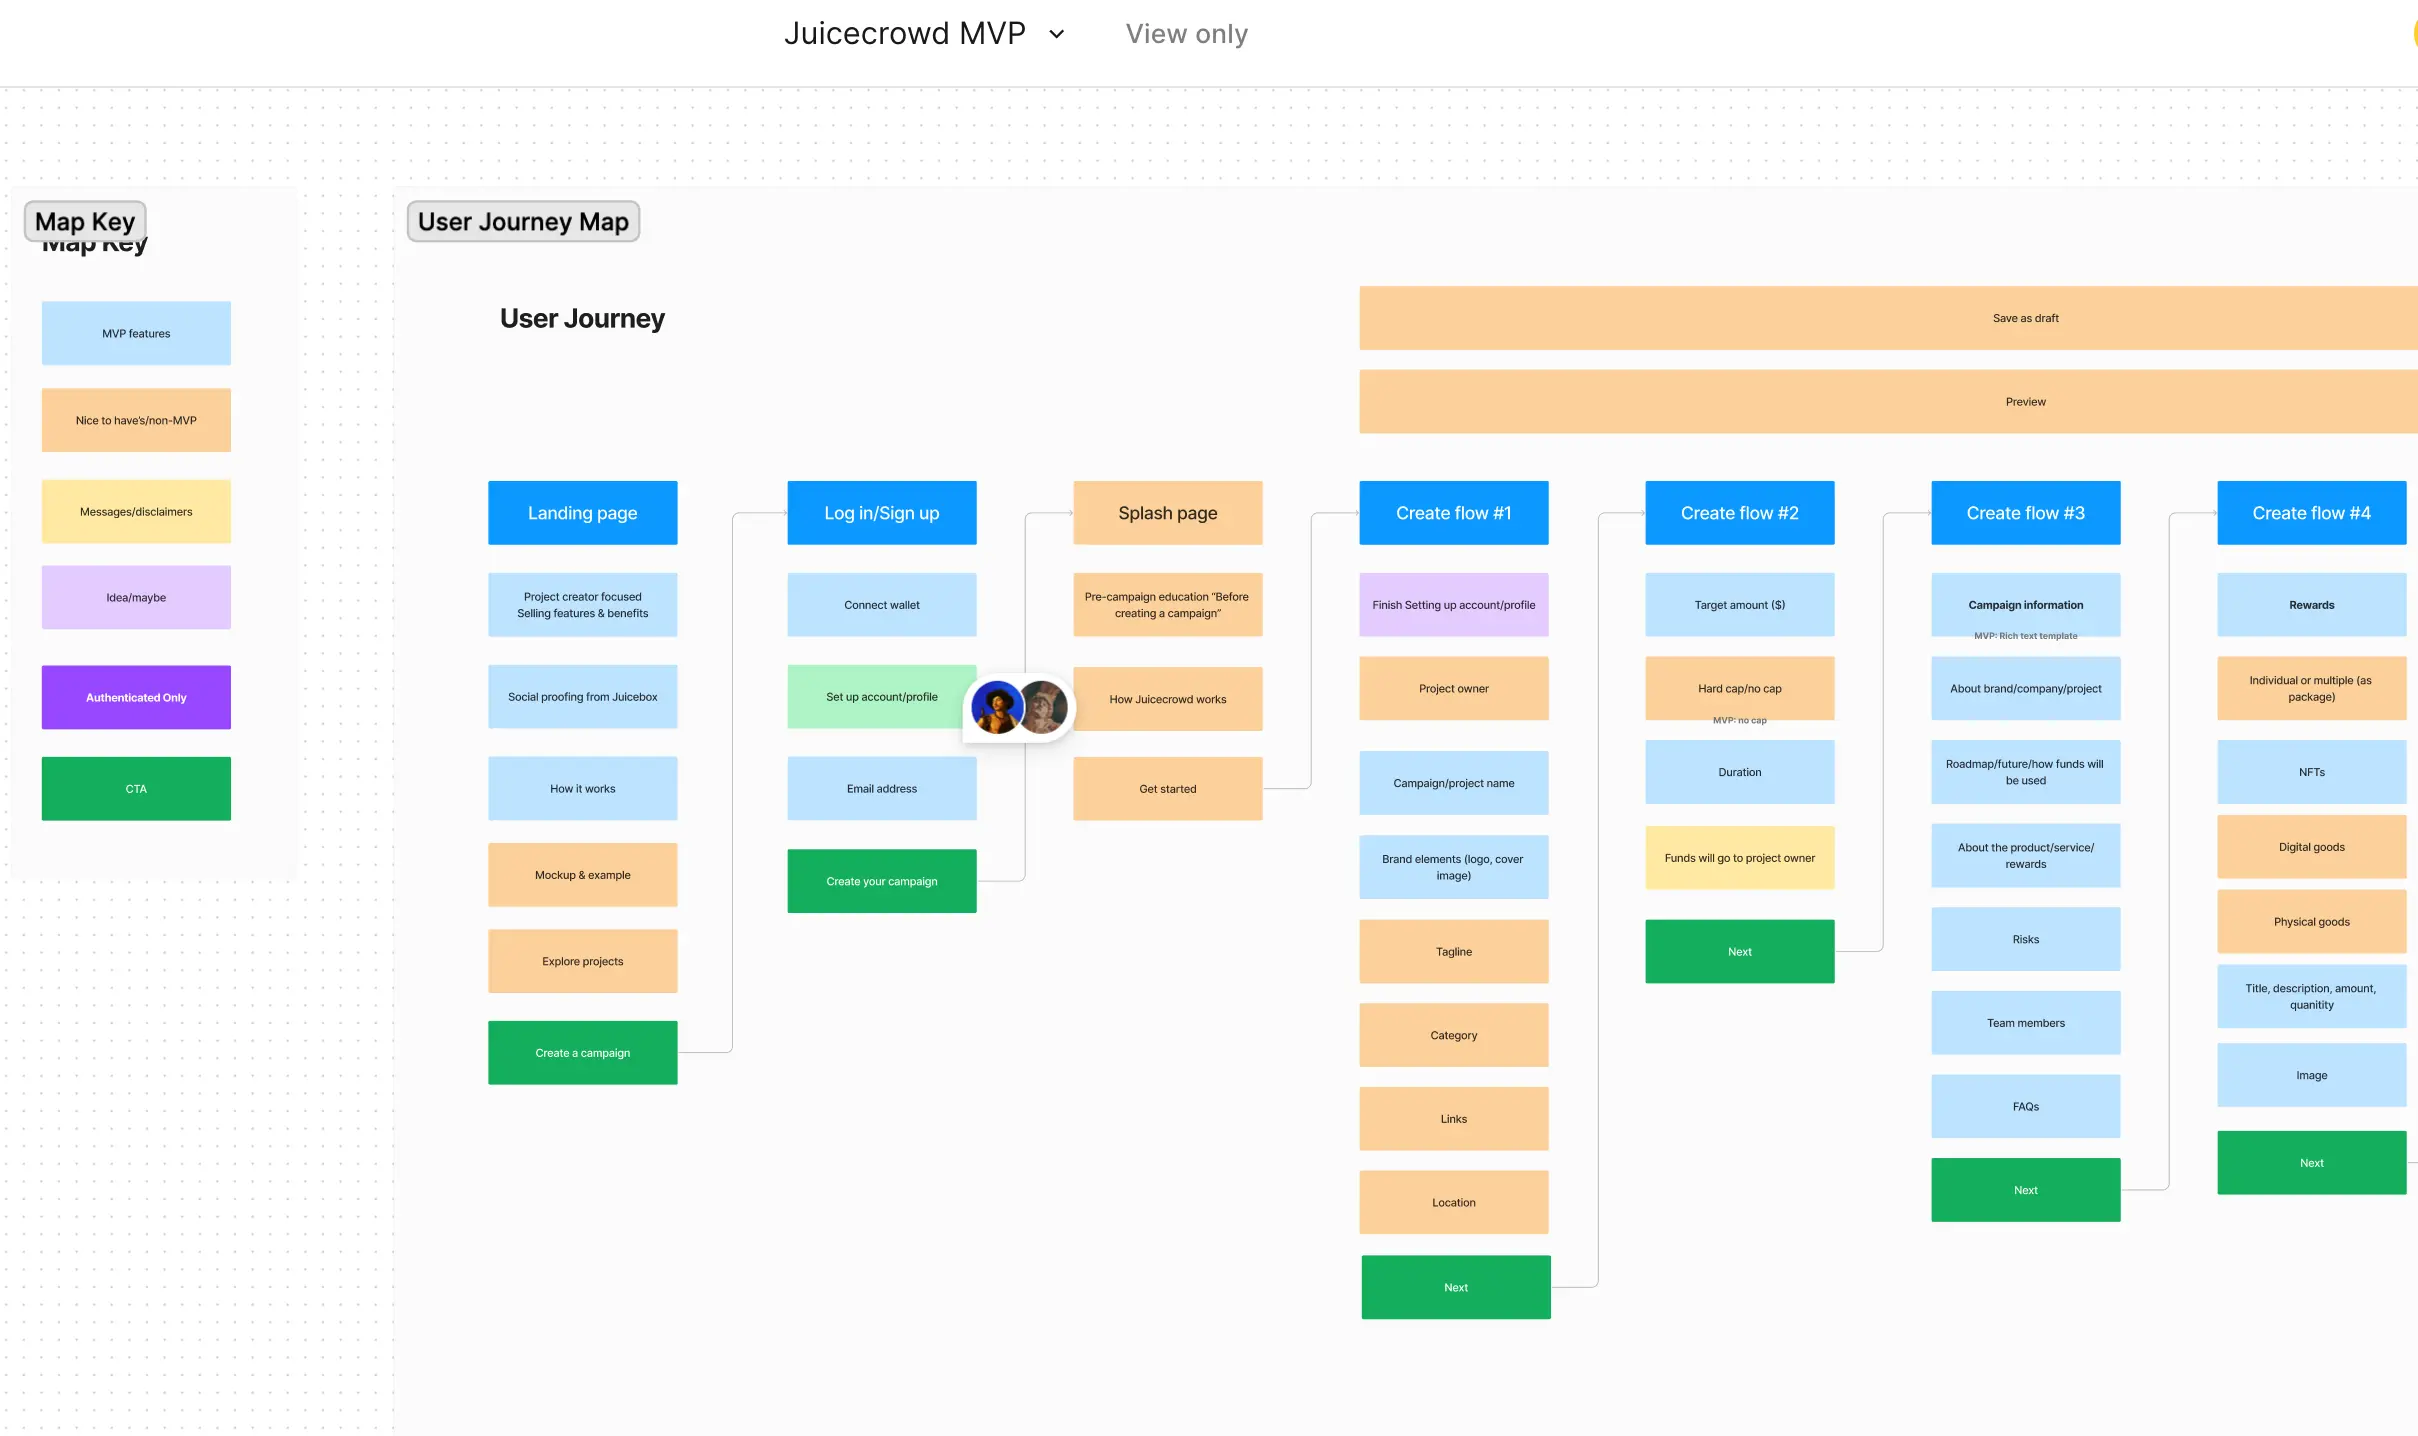 Juicecrowd MVP
View only
Map Key
Map Key
MVP features
Nice to have's/non-MVP
Messages/disclaimers
Idea/maybe
Authenticated Only
CTA
User Journey Map
User Journey
Save as draft
Preview
Landing page
Project creator focused
Selling features & benefits
Social proofing from Juicebox
How it works
Mockup & example
Explore projects
Create a campaign
Log in/Sign up
Connect wallet
Set up account/profile
Email address
Create your campaign
Splash page
Pre-campaign education “Before
creating a campaign”
How Juicecrowd works
Get started
Create flow #1
Finish Setting up account/profile
Project owner
Campaign/project name
Brand elements (logo, cover
image)
Tagline
Category
Links
Location
Next
Create flow #2
Target amount ($)
Hard cap/no cap
MVP: no cap
Duration
Funds will go to project owner
Next
Create flow #3
Campaign information
MVP: Rich text template
About brand/company/project
Roadmap/future/how funds will
be used
About the product/service/
rewards
Risks
Team members
FAQs
Next
Create flow #4
Rewards
Individual or multiple (as
package)
NFTs
Digital goods
Physical goods
Title, description, amount,
quanitity
Image
Next